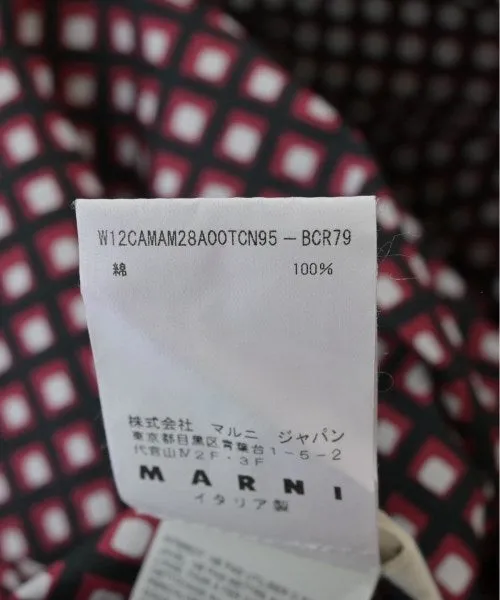 W12CAMAM28A00TCN95-BCR79
綿 100%
株式会社 マルニ ジャパン
東京都目黒区青葉台1-5-2
代官山Ⅳ2F・3F
MARNI
イタリア製